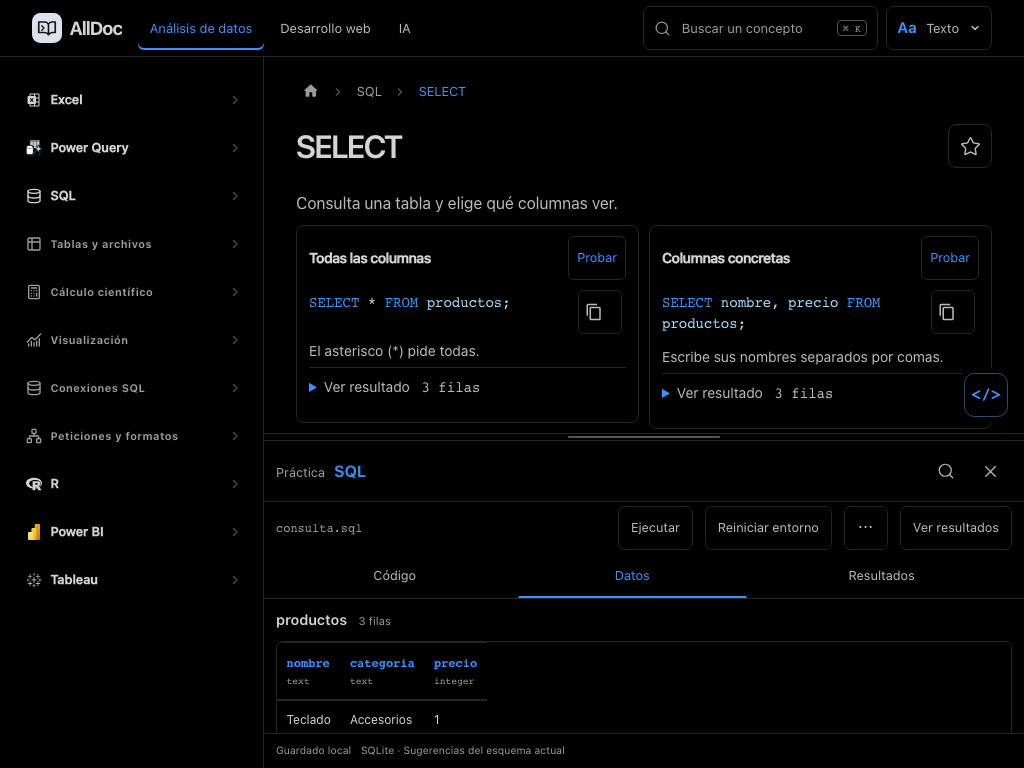 AllDoc
Análisis de datos
Desarrollo web
IA
Buscar un concepto
⌘ K
Aa Texto
Excel
Power Query
SQL
Tablas y archivos
Cálculo científico
Visualización
Conexiones SQL
Peticiones y formatos
R
Power BI
Tableau
SQL
SELECT
SELECT
Consulta una tabla y elige qué columnas ver.
Todas las columnas
Probar
SELECT * FROM productos;
El asterisco (*) pide todas.
Ver resultado 3 filas
Columnas concretas
Probar
SELECT nombre, precio FROM
productos;
Escribe sus nombres separados por comas.
Ver resultado 3 filas
</>
Práctica SQL
consulta.sql
Ejecutar
Reiniciar entorno
...
Ver resultados
Código
Datos
Resultados
productos 3 filas
nombre categoria precio
text text integer
Teclado Accesorios 1
Guardado local SQLite · Sugerencias del esquema actual